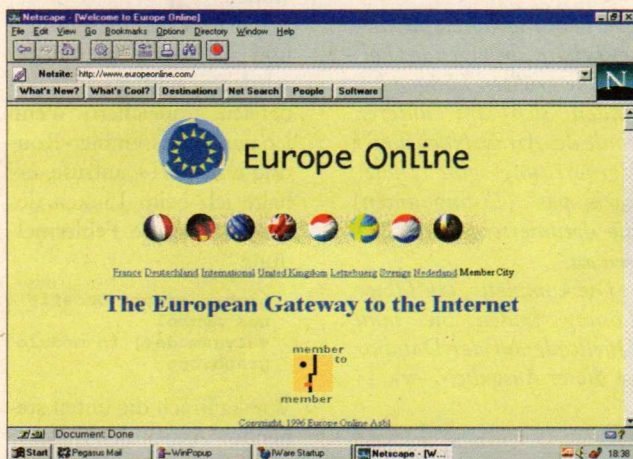 Netscape - [Welcome to Europe Online]
File Edit View Go Bookmarks Options Directory Window Help
Netsite: http://www.europeonline.com/
What's New? What's Cool? Destinations Net Search People Software
N
Europe Online
France Deutschland International United Kingdom Letzebuerg Sverige Nederland Member City
The European Gateway to the Internet
member
to
member
Copyright, 1996 Europe Online Asbl
Document: Done
Start Pegasus Mail WinPopup IWare Startup Netscape - [W... 18:38